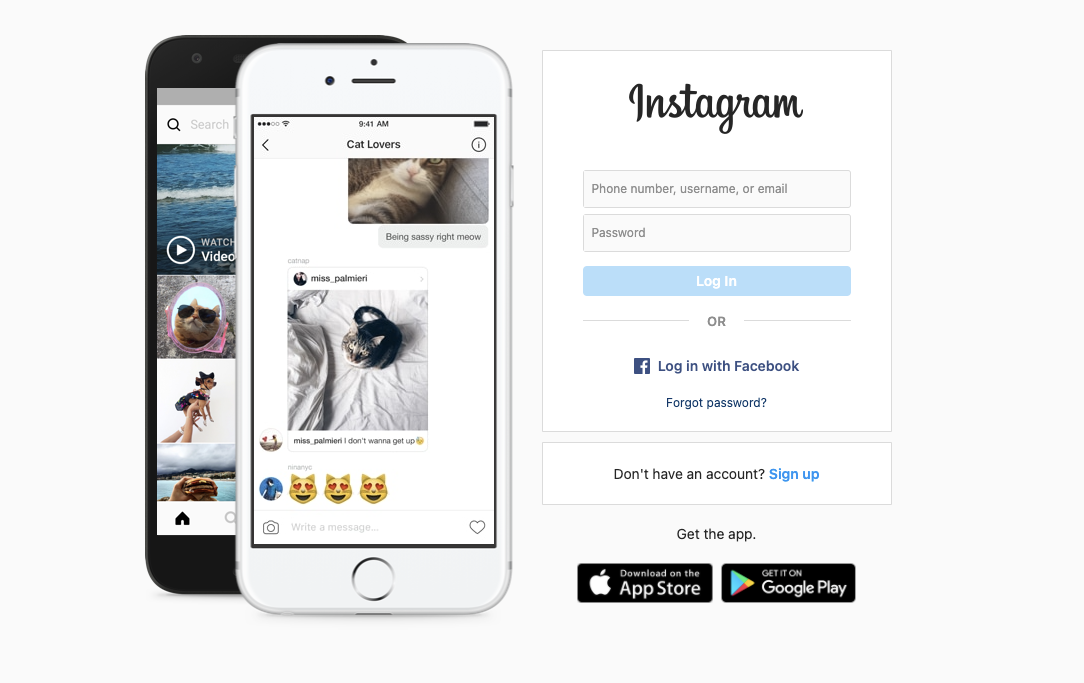 Search
WATCH
Video
9:41 AM
Cat Lovers
Being sassy right meow
catnap
miss_palmieri
miss_palmieri I don't wanna get up
ninanyc
Write a message...
Instagram
Phone number, username, or email
Password
Log In
OR
Log in with Facebook
Forgot password?
Don't have an account? Sign up
Get the app.
Download on the
App Store
GET IT ON
Google Play